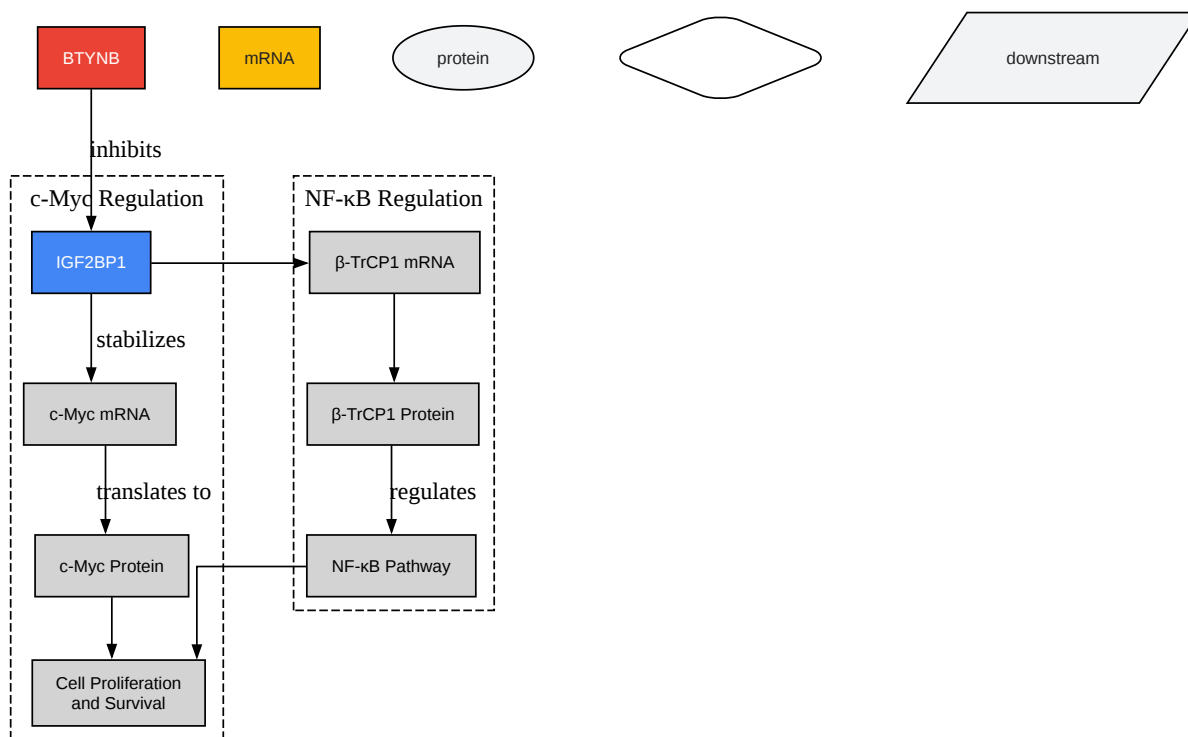 BTYNB
mRNA
protein
downstream
inhibits
c-Myc Regulation
NF-κB Regulation
IGF2BP1
β-TrCP1 mRNA
stabilizes
c-Myc mRNA
β-TrCP1 Protein
translates to
regulates
c-Myc Protein
NF-κB Pathway
Cell Proliferation
and Survival